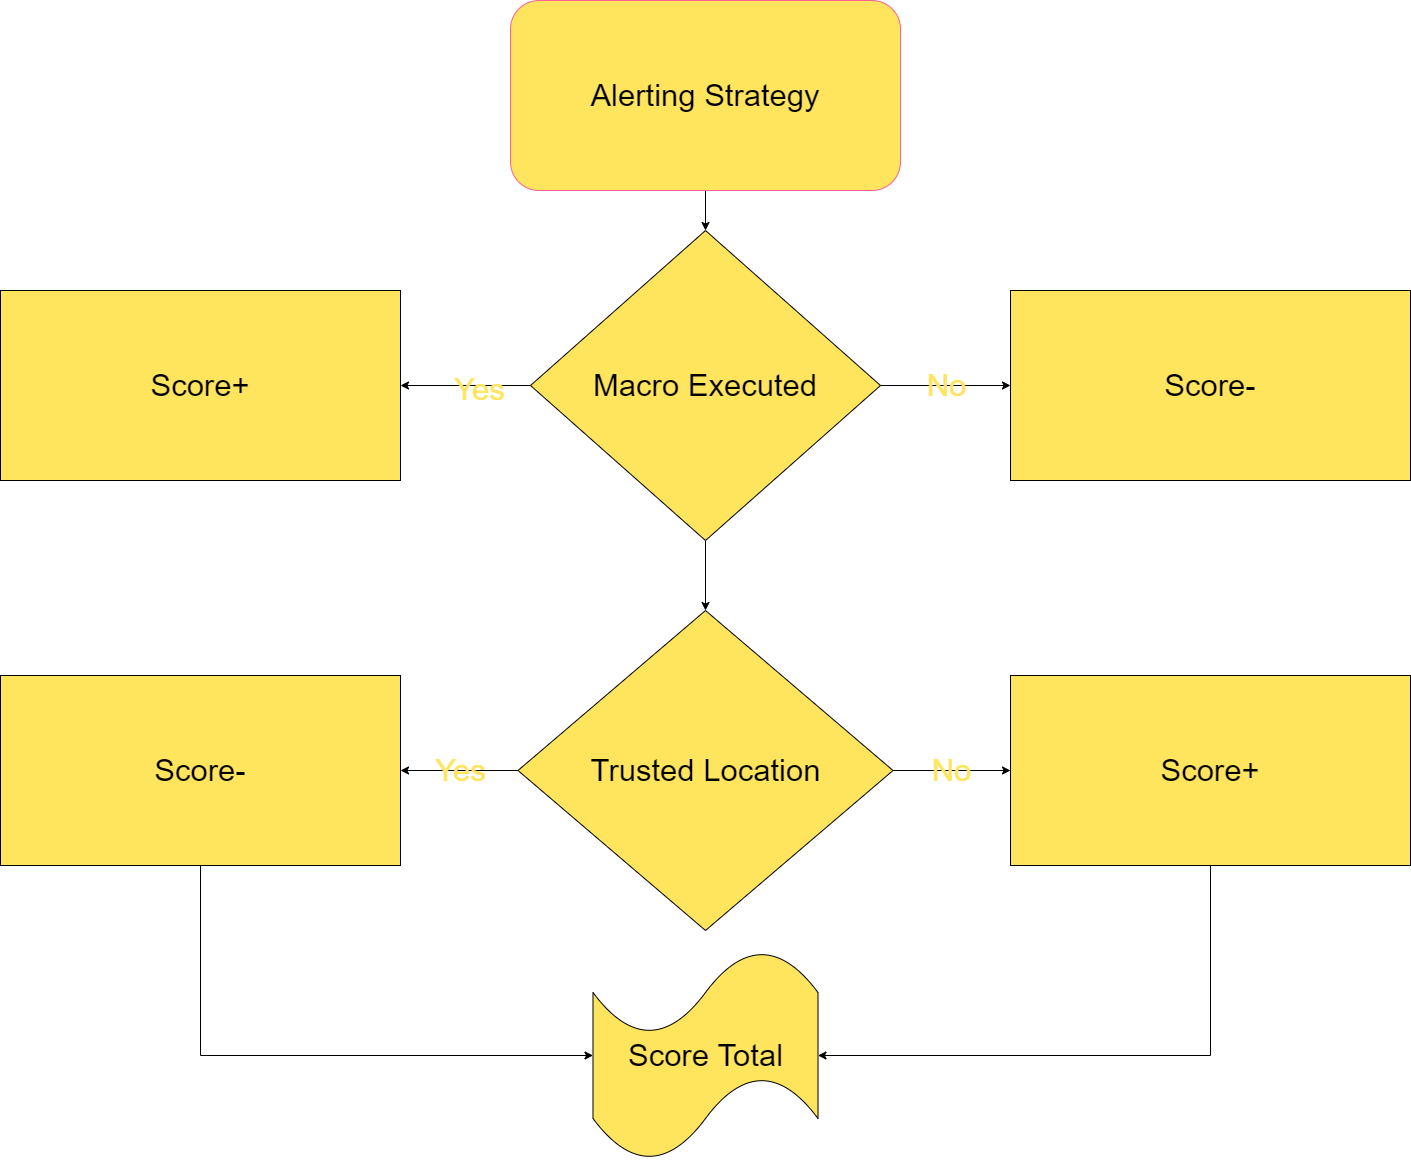 Alerting Strategy
Score+
Yes
Macro Executed
No
Score-
Score-
Yes
Trusted Location
No
Score+
Score Total